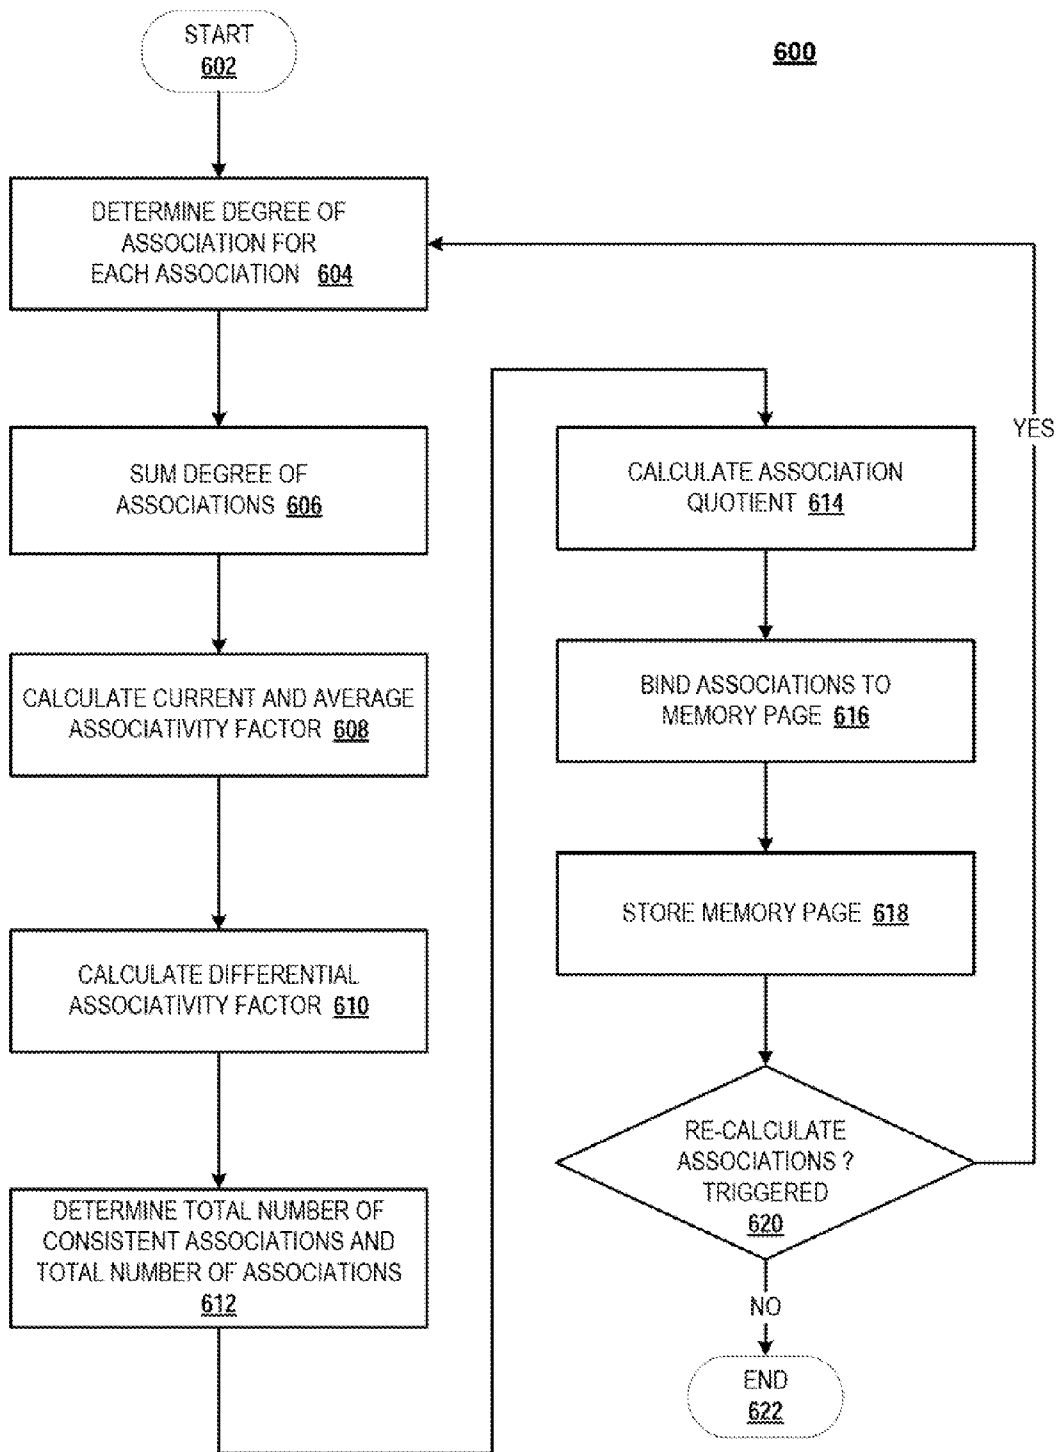 START
602
600
DETERMINE DEGREE OF
ASSOCIATION FOR
EACH ASSOCIATION 604
SUM DEGREE OF
ASSOCIATIONS 606
CALCULATE CURRENT AND AVERAGE
ASSOCIATIVITY FACTOR 608
CALCULATE DIFFERENTIAL
ASSOCIATIVITY FACTOR 610
DETERMINE TOTAL NUMBER OF
CONSISTENT ASSOCIATIONS AND
TOTAL NUMBER OF ASSOCIATIONS
612
CALCULATE ASSOCIATION
QUOTIENT 614
BIND ASSOCIATIONS TO
MEMORY PAGE 616
STORE MEMORY PAGE 618
RE-CALCULATE
ASSOCIATIONS ?
TRIGGERED
620
YES
NO
END
622